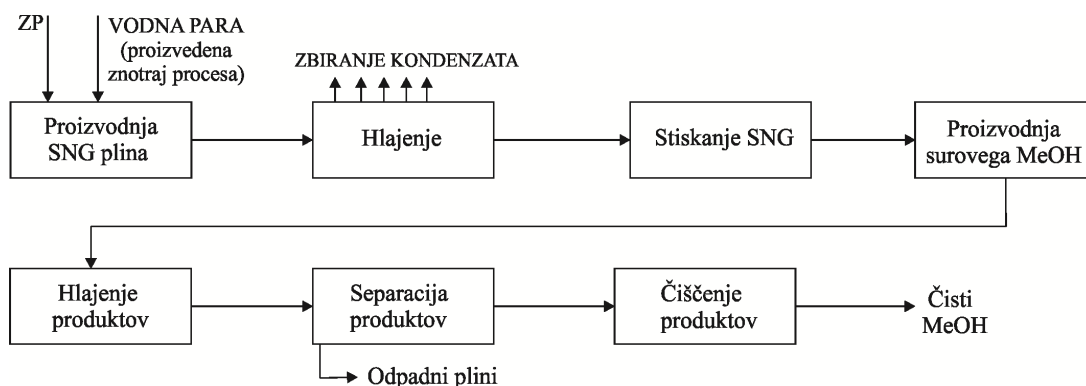 ZP
VODNA PARA
(proizvedena
znotraj procesa)
ZBIRANJE KONDENZATA
Proizvodnja
SNG plina
Hlajenje
Stiskanje SNG
Proizvodnja
surovega MeOH
Hlajenje
produktov
Separacija
produktov
Čiščenje
produktov
Čisti
MeOH
Odpadni plini